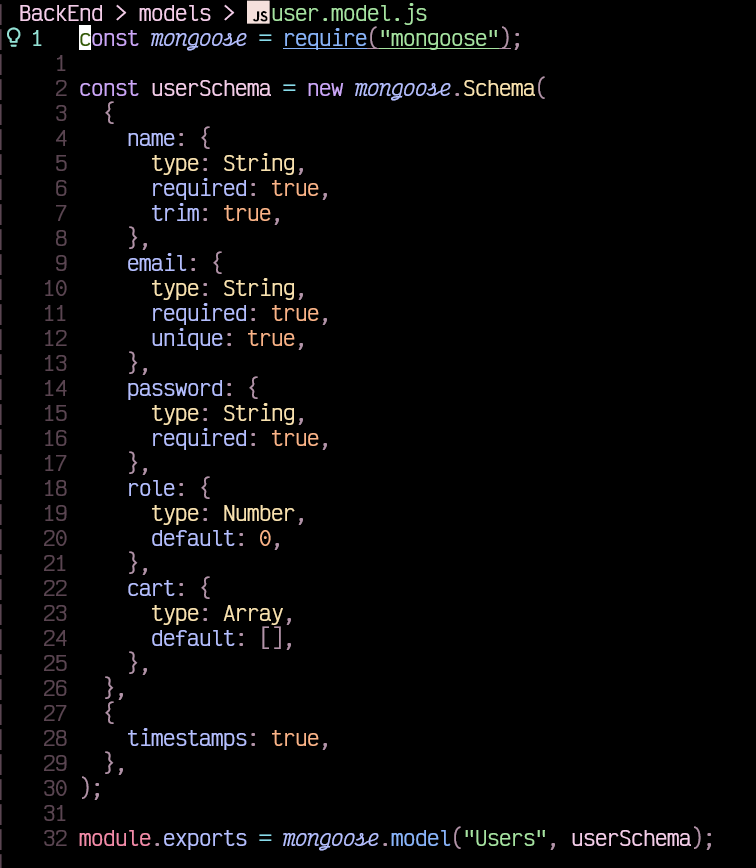 BackEnd > models > JS user.model.js
1 const mongoose = require("mongoose");
1
2 const userSchema = new mongoose.Schema(
3   {
4     name: {
5       type: String,
6       required: true,
7       trim: true,
8     },
9     email: {
10       type: String,
11       required: true,
12       unique: true,
13     },
14     password: {
15       type: String,
16       required: true,
17     },
18     role: {
19       type: Number,
20       default: 0,
21     },
22     cart: {
23       type: Array,
24       default: [],
25     },
26   },
27   {
28     timestamps: true,
29   },
30 );
31
32 module.exports = mongoose.model("Users", userSchema);